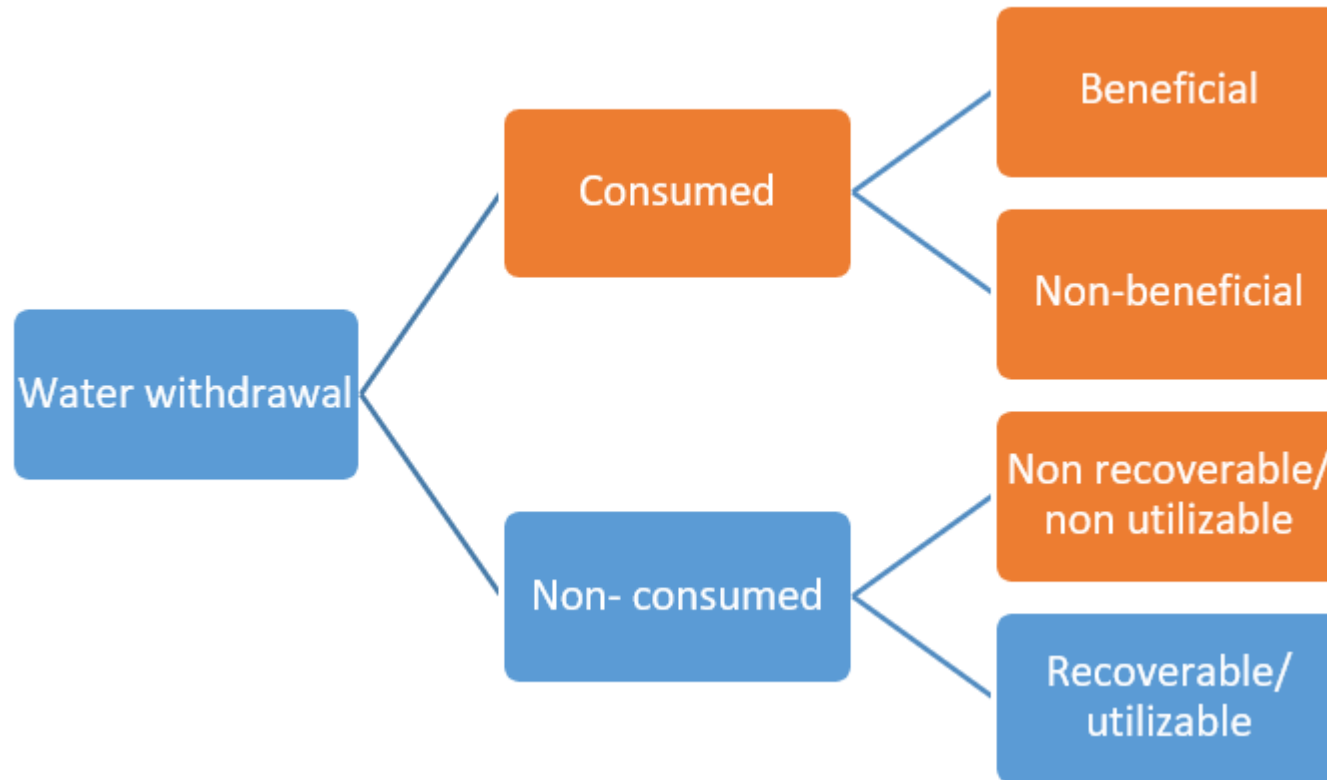 Water withdrawal
Consumed
Beneficial
Non-beneficial
Non- consumed
Non recoverable/
non utilizable
Recoverable/
utilizable